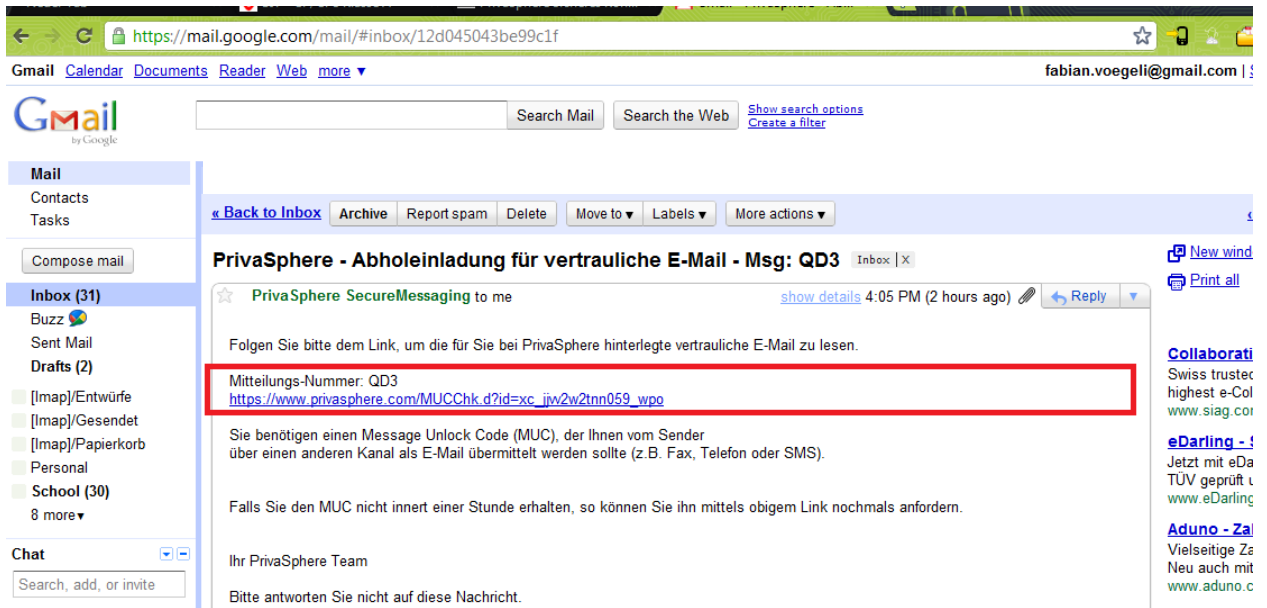 https://mail.google.com/mail/#inbox/12d045043be99c1f
Gmail Calendar Documents Reader Web more ▼
fabian.voegeli@gmail.com |
Gmail
by Google
Search Mail Search the Web Show search options
Create a filter
Mail
Contacts
Tasks
Compose mail
Inbox (31)
Buzz
Sent Mail
Drafts (2)
[Imap]/Entwürfe
[Imap]/Gesendet
[Imap]/Papierkorb
Personal
School (30)
8 more▼
Chat
Search, add, or invite
« Back to Inbox Archive Report spam Delete Move to ▼ Labels ▼ More actions ▼
PrivaSphere - Abholeinladung für vertrauliche E-Mail - Msg: QD3 Inbox | X
PrivaSphere SecureMessaging to me show details 4:05 PM (2 hours ago) Reply ▼
Folgen Sie bitte dem Link, um die für Sie bei PrivaSphere hinterlegte vertrauliche E-Mail zu lesen.
Mitteilungs-Nummer: QD3
https://www.privasphere.com/MUCChk.d?id=xc_jjvv2w2tnn059_wpo
Sie benötigen einen Message Unlock Code (MUC), der Ihnen vom Sender
über einen anderen Kanal als E-Mail übermittelt werden sollte (z.B. Fax, Telefon oder SMS).
Falls Sie den MUC nicht innert einer Stunde erhalten, so können Sie ihn mittels obigem Link nochmals anfordern.
Ihr PrivaSphere Team
Bitte antworten Sie nicht auf diese Nachricht.
New wind
Print all
Collaborati
Swiss trusted
highest e-Col
www.siag.co
eDarling -
Jetzt mit eDa
TÜV geprüft
www.eDarling
Aduno - Zal
Vielseitige Za
Neu auch mit
www.aduno.c